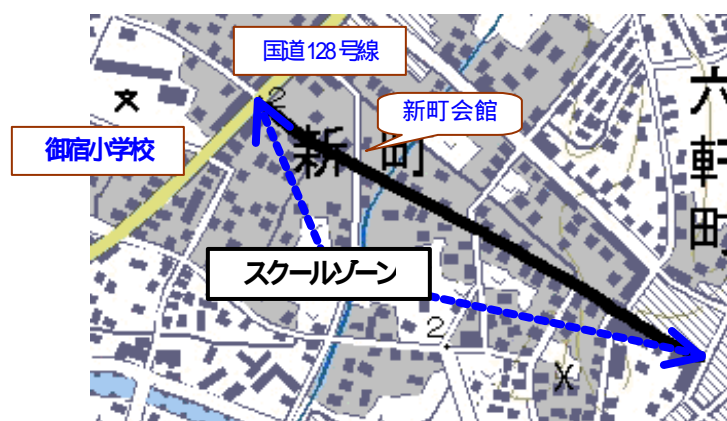 国道128号線
2
新町会館
御宿小学校
新町
六軒町
スクールゾーン
2